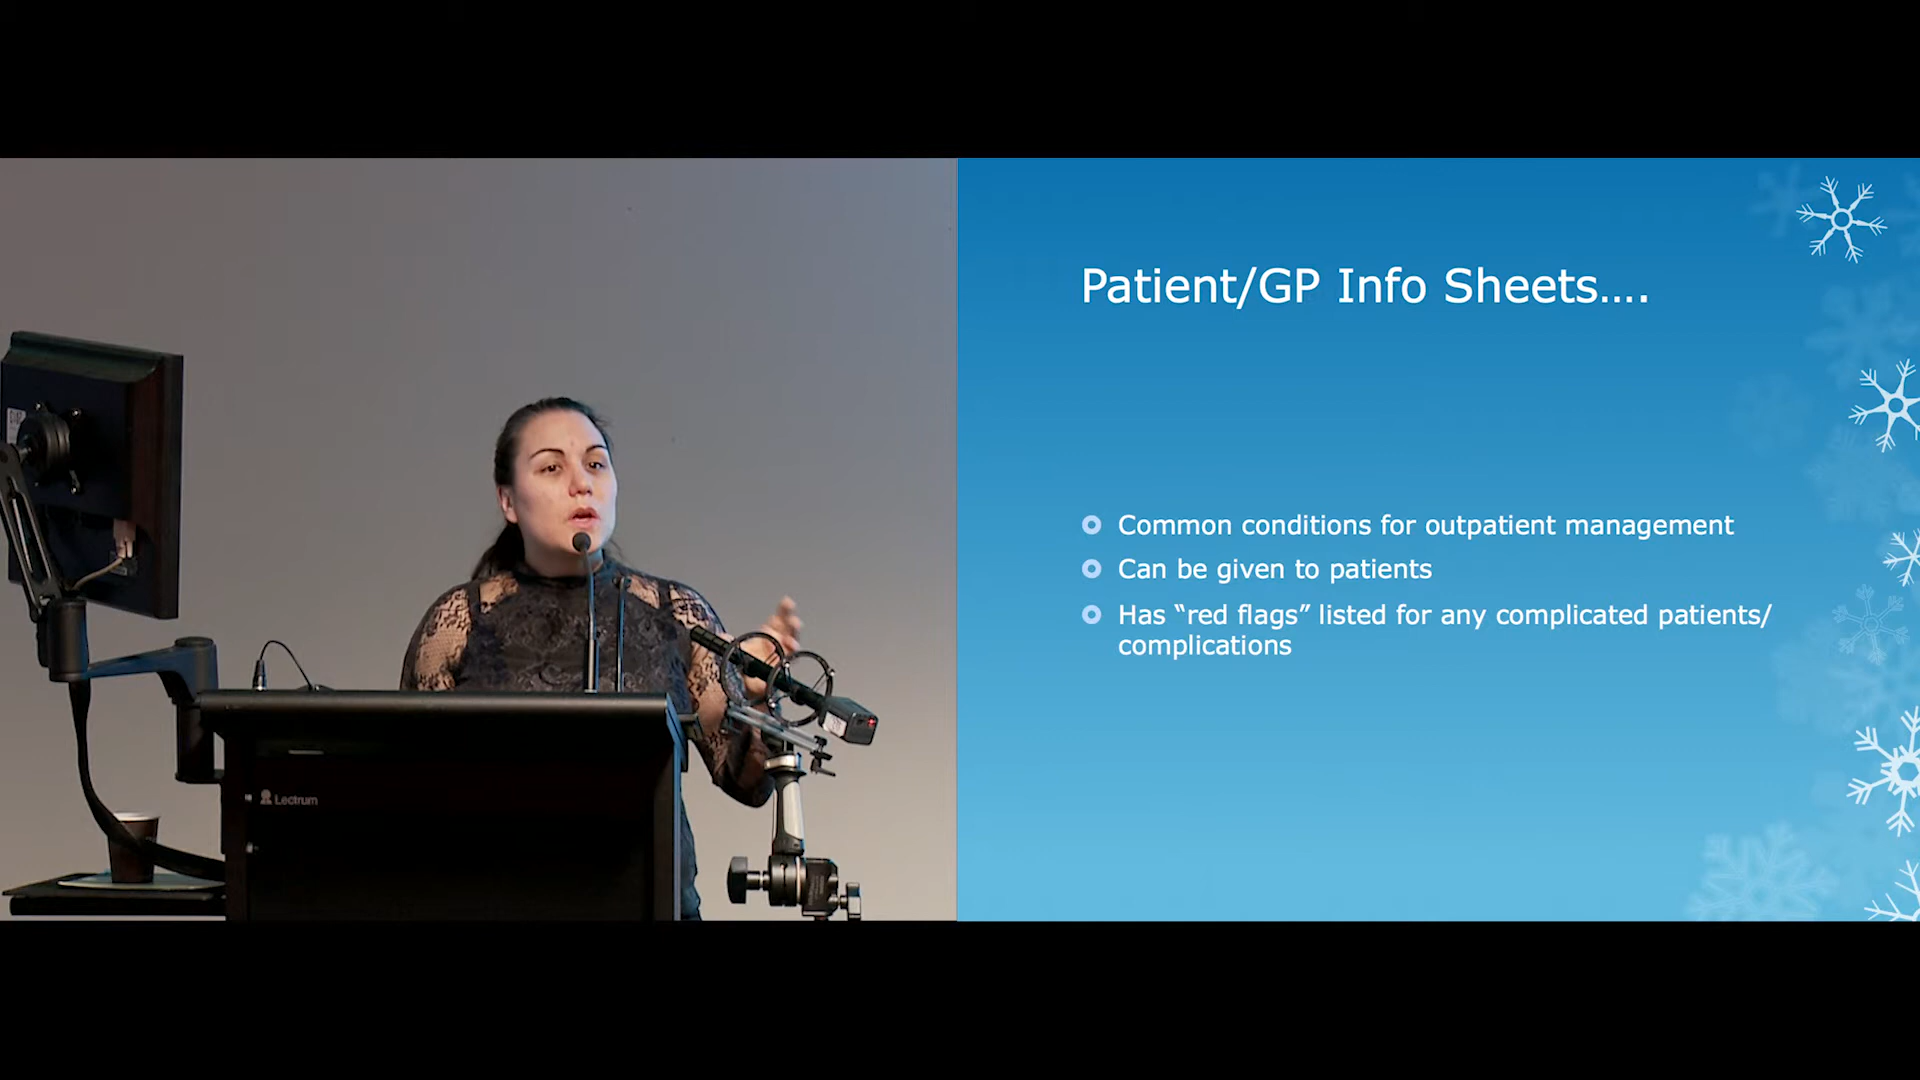 Patient/GP Info Sheets....
Common conditions for outpatient management
Can be given to patients
Has “red flags” listed for any complicated patients/
complications
Lectrum